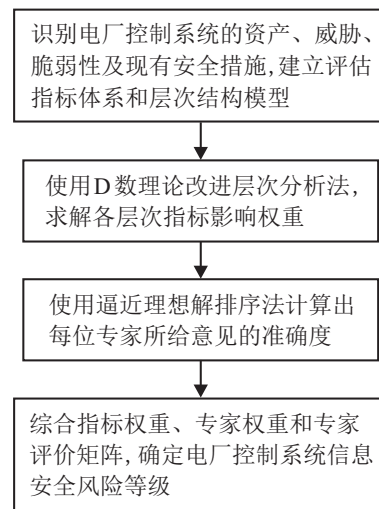 识别电厂控制系统的资产、威胁、
脆弱性及现有安全措施,建立评估
指标体系和层次结构模型
使用D数理论改进层次分析法,
求解各层次指标影响权重
使用逼近理想解排序法计算出
每位专家所给意见的准确度
综合指标权重、专家权重和专家
评价矩阵,确定电厂控制系统信息
安全风险等级